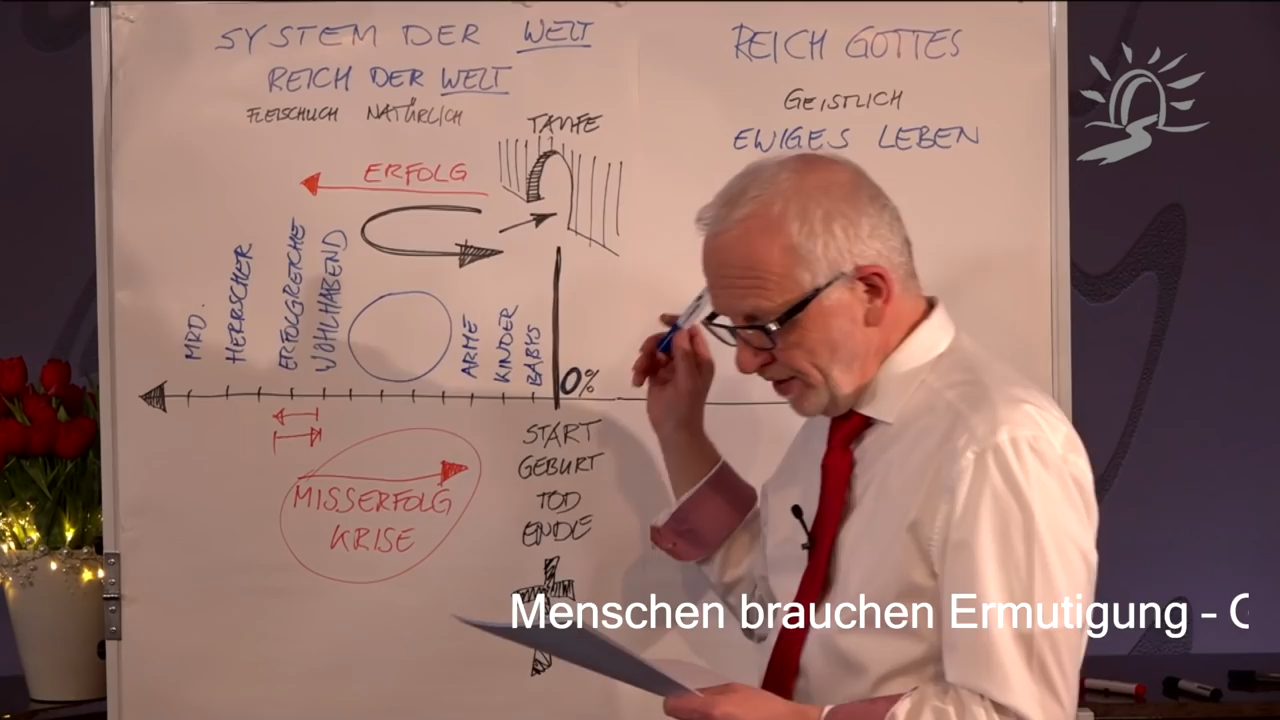 SYSTEM DER WELT
REICH DER WELT
FLEISCHLICH NATÜRLICH
TAUFE
ERFOLG
MRD.
HERRSCHER
ERFOLGREICHE
WOHLHABEND
ARME
KINDER
BABYS
0%
START
GEBURT
TOD
ENDE
MISSERFOLG
KRISE
REICH GOTTES
GEISTLICH
EWIGES LEBEN
Menschen brauchen Ermutigung –